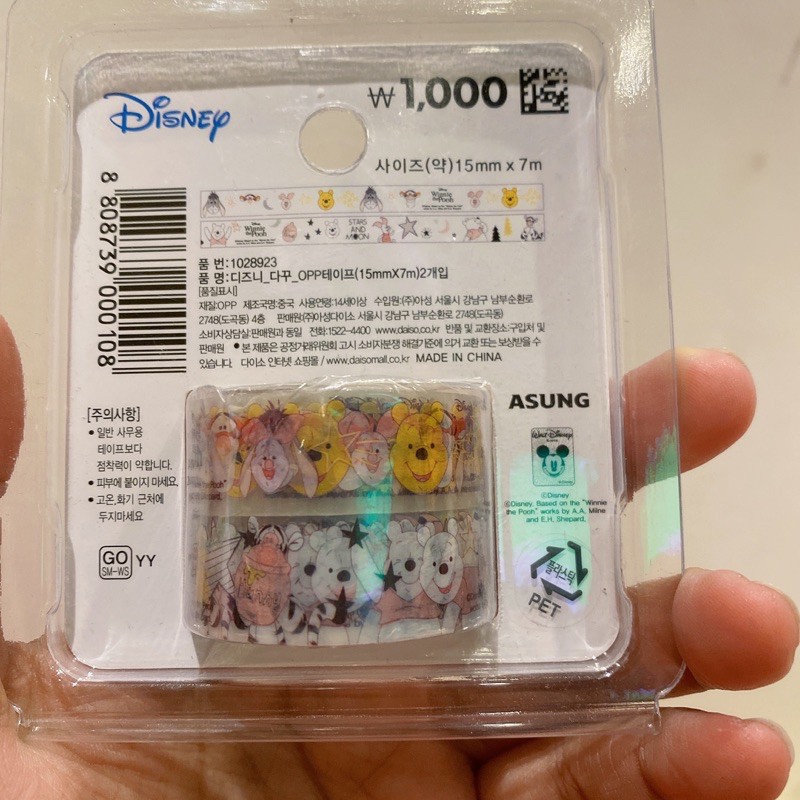 Disney
₩1,000
사이즈(약)15mm x 7m
8 808739 000108
Winnie the Pooh
Winnie the Pooh
STARS AND MOON
품 번:1028923
품 명:디즈니_다꾸_OPP테이프(15mmX7m)2개입
[품질표시]
재질:OPP 제조국명:중국 사용연령:14세이상 수입원:(주)아성 서울시 강남구 남부순환로
2748(도곡동) 4층 판매원:(주)아성다이소 서울시 강남구 남부순환로 2748(도곡동)
소비자상담실:판매원과 동일 전화:1522-4400 www.daiso.co.kr 반품 및 교환장소:구입처 및
판매원 ●본 제품은 공정거래위원회 고시 소비자분쟁 해결기준에 의거 교환 또는 보상받을 수
있습니다. 다이소 인터넷 쇼핑몰 / www.daisomall.co.kr MADE IN CHINA
[주의사항]
● 일반 사무용
테이프보다
점착력이 약합니다.
● 피부에 붙이지 마세요.
● 고온,화기 근처에
두지마세요
GO
SM-WS
YY
ASUNG
Walt Disney
©Disney
©Disney. Based on the "Winnie
the Pooh" works by A.A. Milne
and E.H. Shepard.
플라스틱
PET